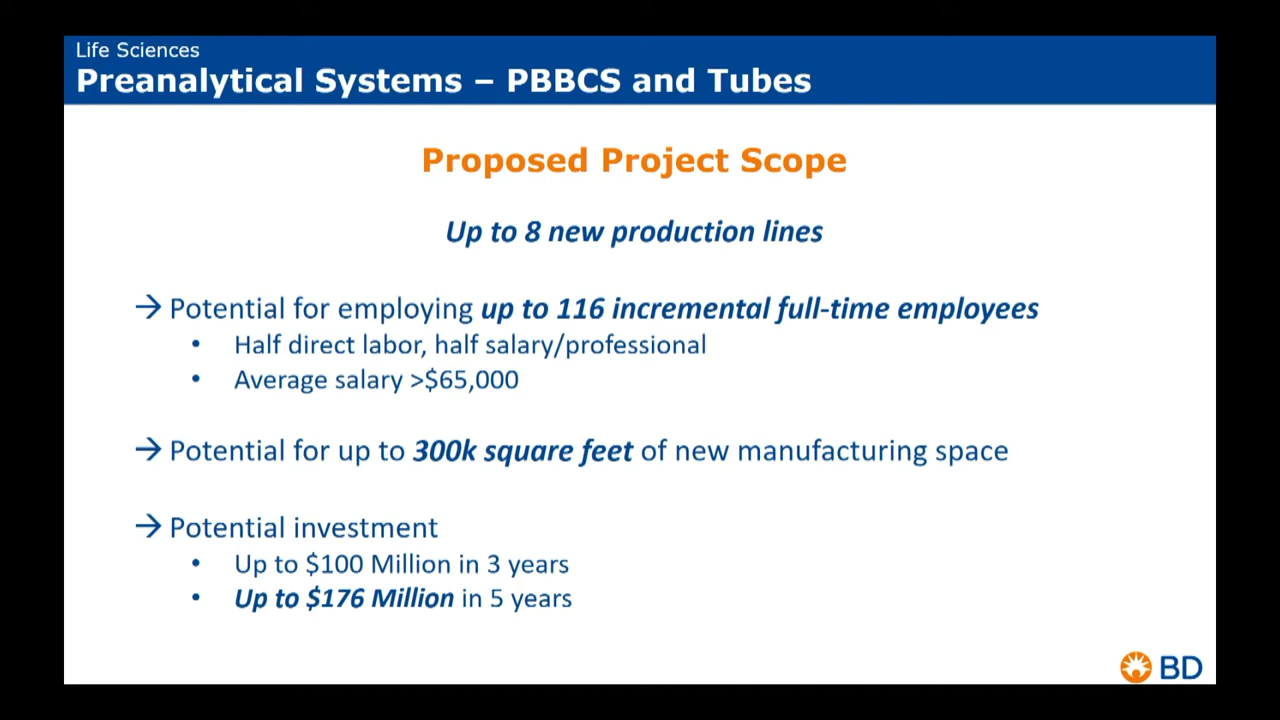 Life Sciences
Preanalytical Systems – PBBCS and Tubes
Proposed Project Scope
Up to 8 new production lines
→ Potential for employing up to 116 incremental full-time employees
• Half direct labor, half salary/professional
• Average salary >$65,000
→ Potential for up to 300k square feet of new manufacturing space
→ Potential investment
• Up to $100 Million in 3 years
• Up to $176 Million in 5 years
BD